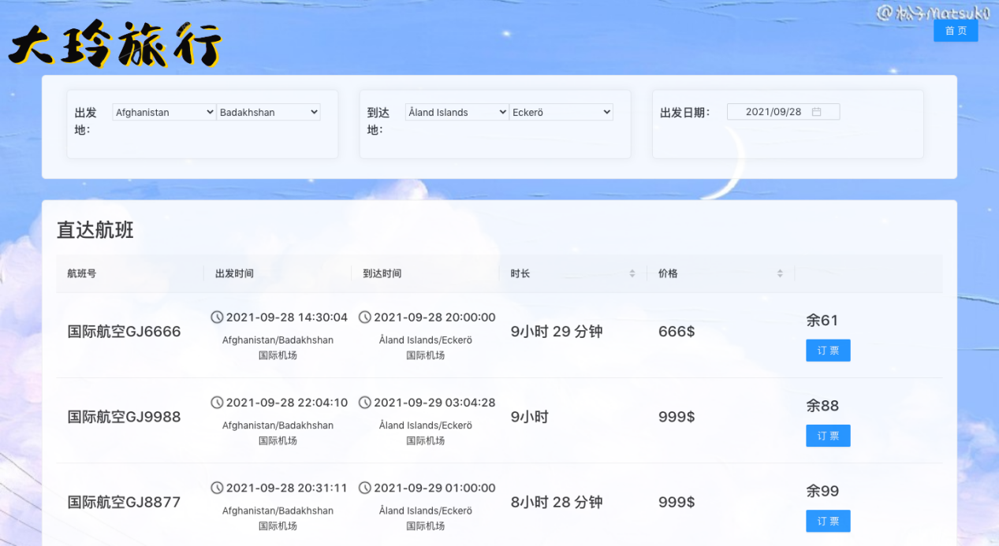 @松子Matsuko
大玲旅行
首 页
出发地: Afghanistan Badakhshan
到达地: Åland Islands Eckerö
出发日期: 2021/09/28
直达航班
航班号 出发时间 到达时间 时长 价格
国际航空GJ6666 2021-09-28 14:30:04 2021-09-28 20:00:00 9小时 29 分钟 666$ 余61
Afghanistan/Badakhshan Åland Islands/Eckerö 订 票
国际机场 国际机场
国际航空GJ9988 2021-09-28 22:04:10 2021-09-29 03:04:28 9小时 999$ 余88
Afghanistan/Badakhshan Åland Islands/Eckerö 订 票
国际机场 国际机场
国际航空GJ8877 2021-09-28 20:31:11 2021-09-29 01:00:00 8小时 28 分钟 999$ 余99
Afghanistan/Badakhshan Åland Islands/Eckerö 订 票
国际机场 国际机场